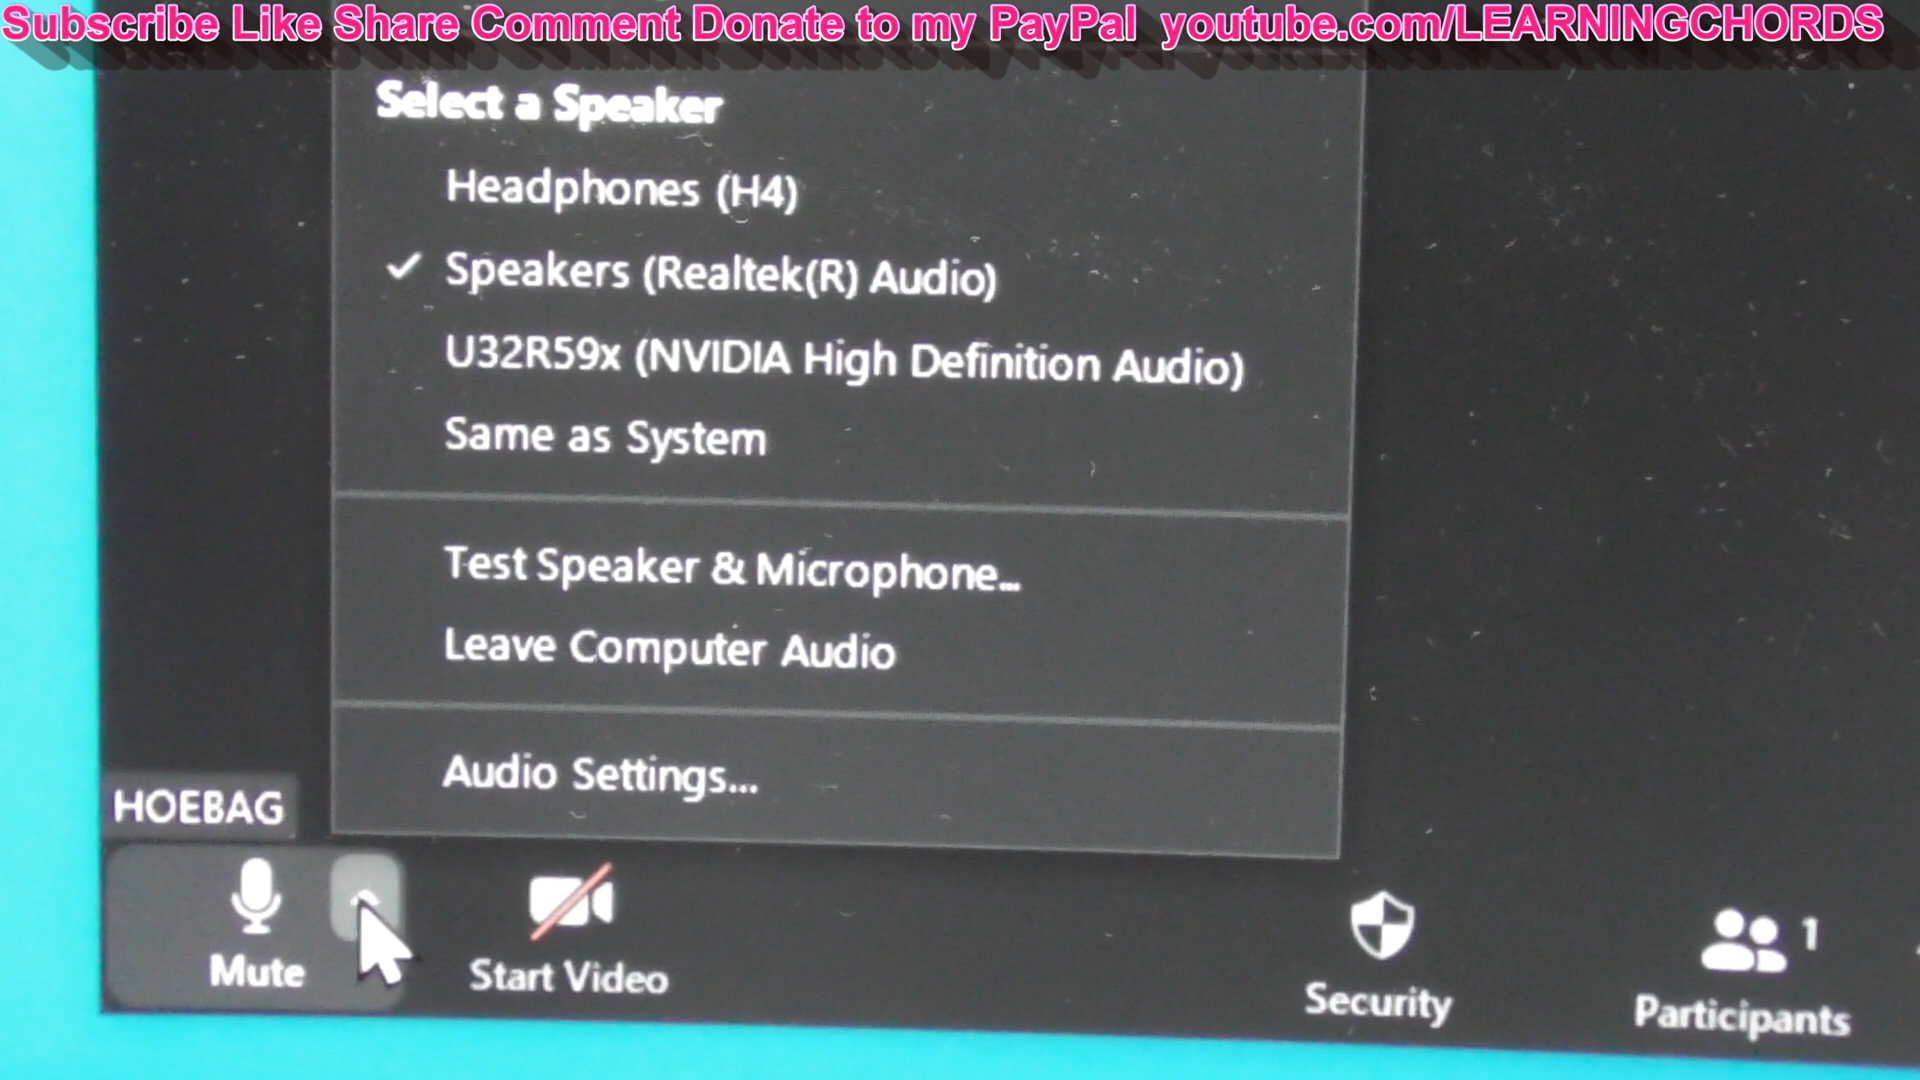 Subscribe Like Share Comment Donate to my PayPal youtube.com/LEARNINGCHORDS
Select a Speaker
Headphones (H4)
Speakers (Realtek(R) Audio)
U32R59x (NVIDIA High Definition Audio)
Same as System
Test Speaker & Microphone...
Leave Computer Audio
Audio Settings...
HOEBAG
Mute
Start Video
Security
1
Participants